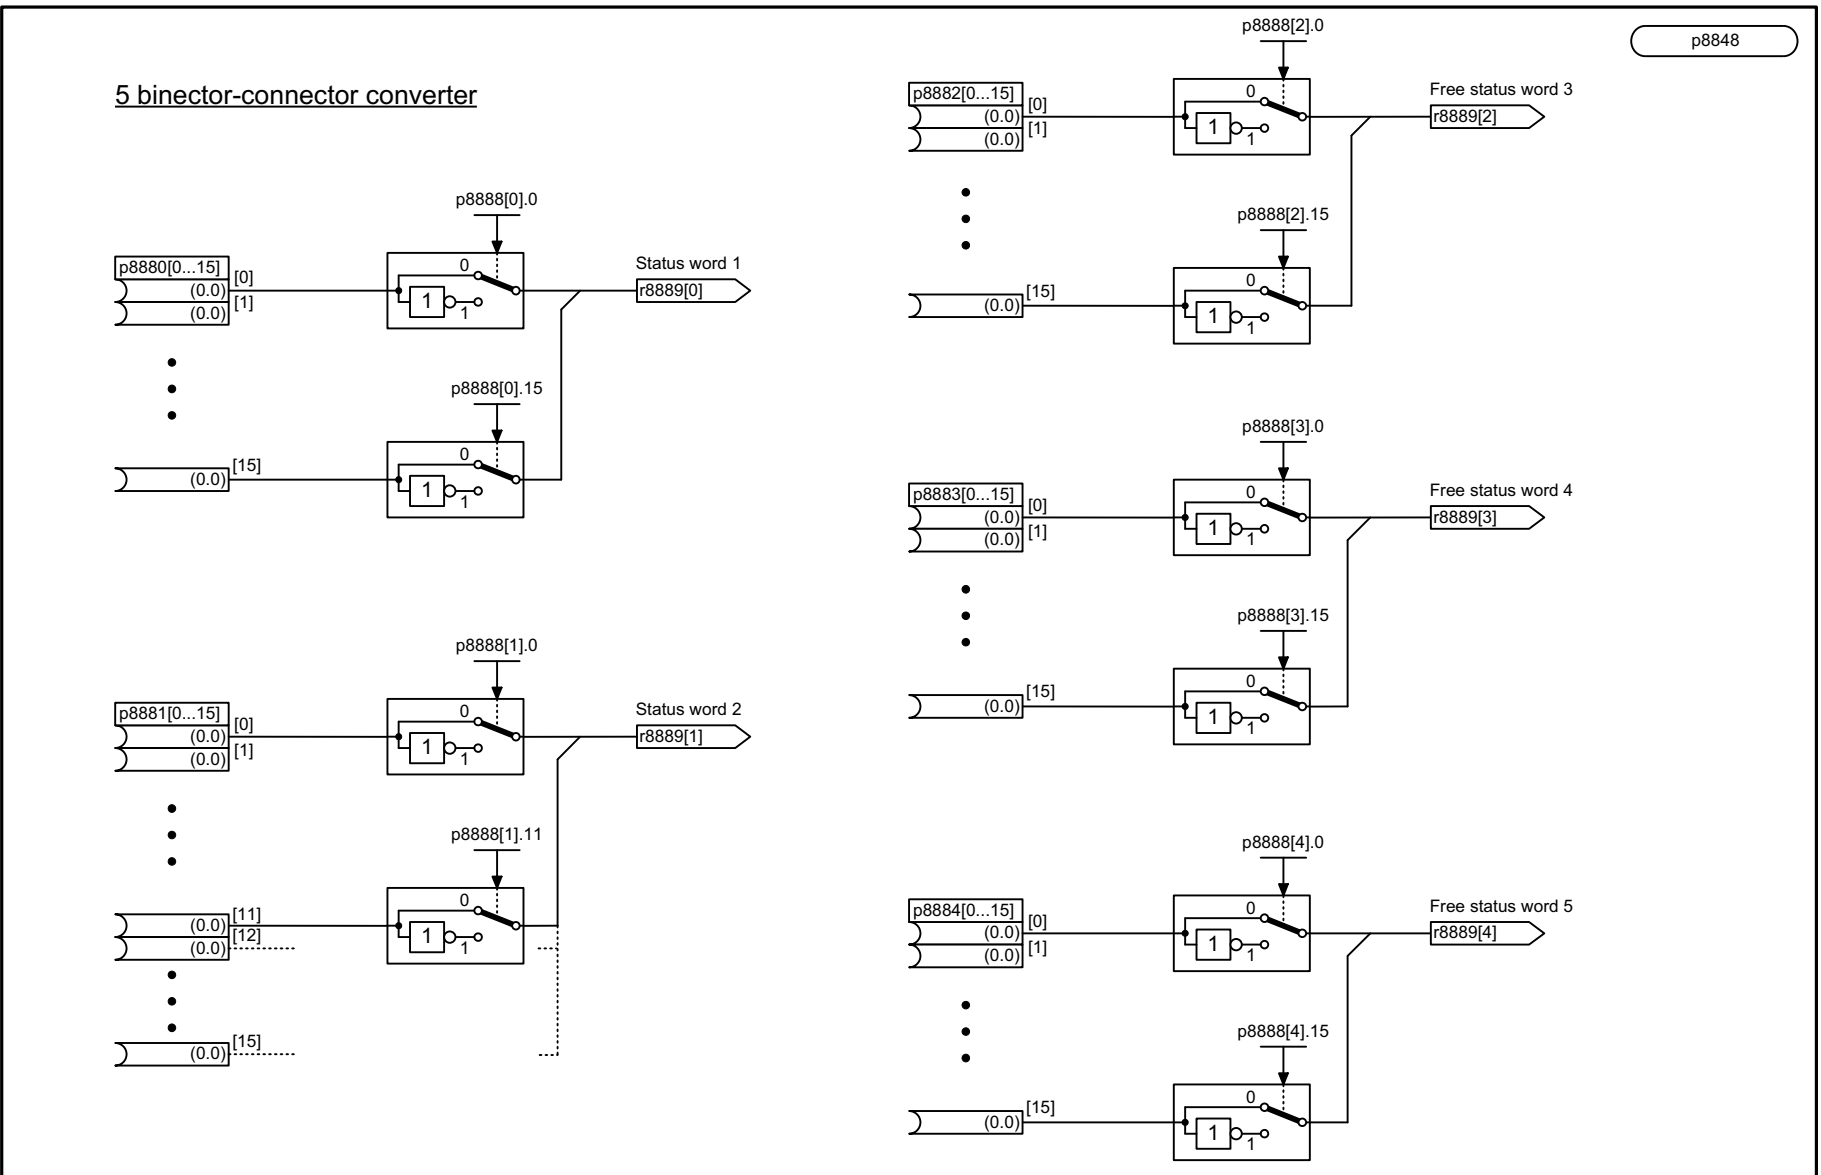 5 binector-connector converter
p8848
p8888[0].0
p8880[0...15]
[0]
(0.0)
[1]
(0.0)
0
1
1
Status word 1
r8889[0]
p8888[0].15
[15]
(0.0)
0
1
1
p8888[1].0
p8881[0...15]
[0]
(0.0)
[1]
(0.0)
0
1
1
Status word 2
r8889[1]
p8888[1].11
[11]
(0.0)
[12]
(0.0)
0
1
1
[15]
(0.0)
p8888[2].0
p8882[0...15]
[0]
(0.0)
[1]
(0.0)
0
1
1
Free status word 3
r8889[2]
p8888[2].15
[15]
(0.0)
0
1
1
p8888[3].0
p8883[0...15]
[0]
(0.0)
[1]
(0.0)
0
1
1
Free status word 4
r8889[3]
p8888[3].15
[15]
(0.0)
0
1
1
p8888[4].0
p8884[0...15]
[0]
(0.0)
[1]
(0.0)
0
1
1
Free status word 5
r8889[4]
p8888[4].15
[15]
(0.0)
0
1
1